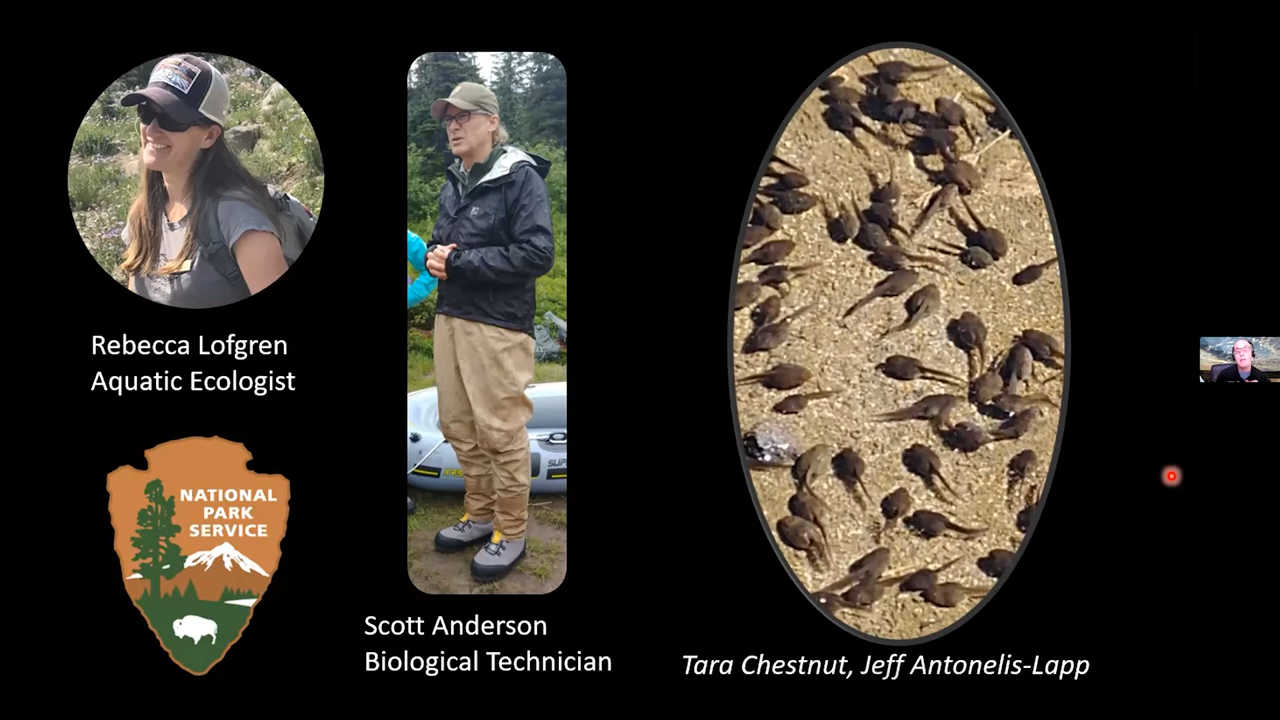 Rebecca Lofgren
Aquatic Ecologist
NATIONAL
PARK
SERVICE
Scott Anderson
Biological Technician
Tara Chestnut, Jeff Antonelis-Lapp